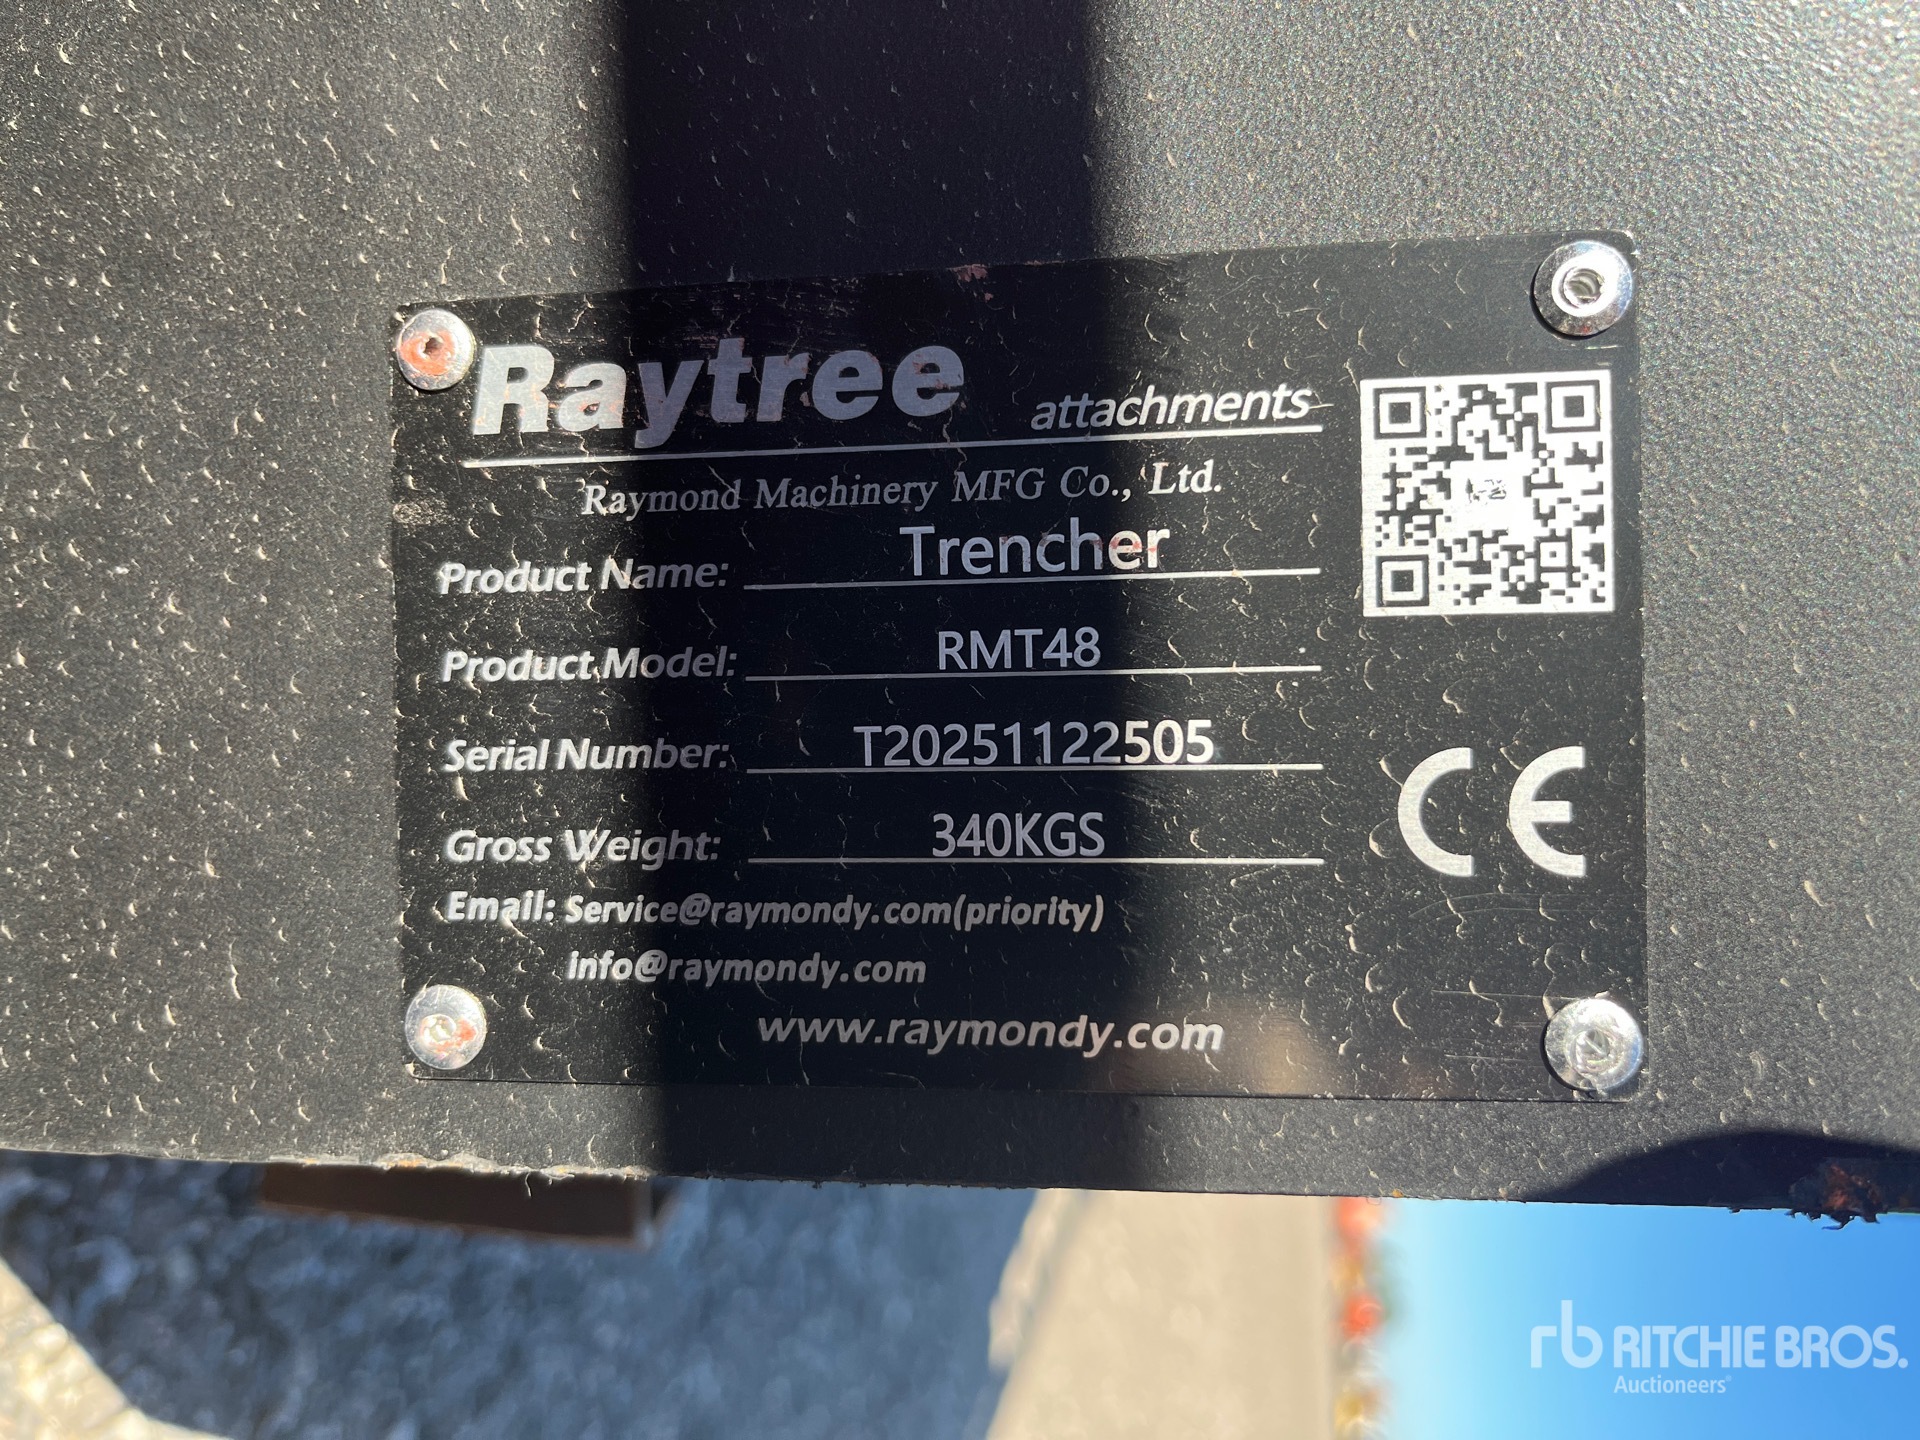 Raytree attachments
Raymond Machinery MFG Co., Ltd.
Product Name: Trencher
Product Model: RMT48
Serial Number: T20251122505
Gross Weight: 340KGS
Email: Service@raymondy.com(priority)
info@raymondy.com
www.raymondy.com
CE
rb RITCHIE BROS.
Auctioneers